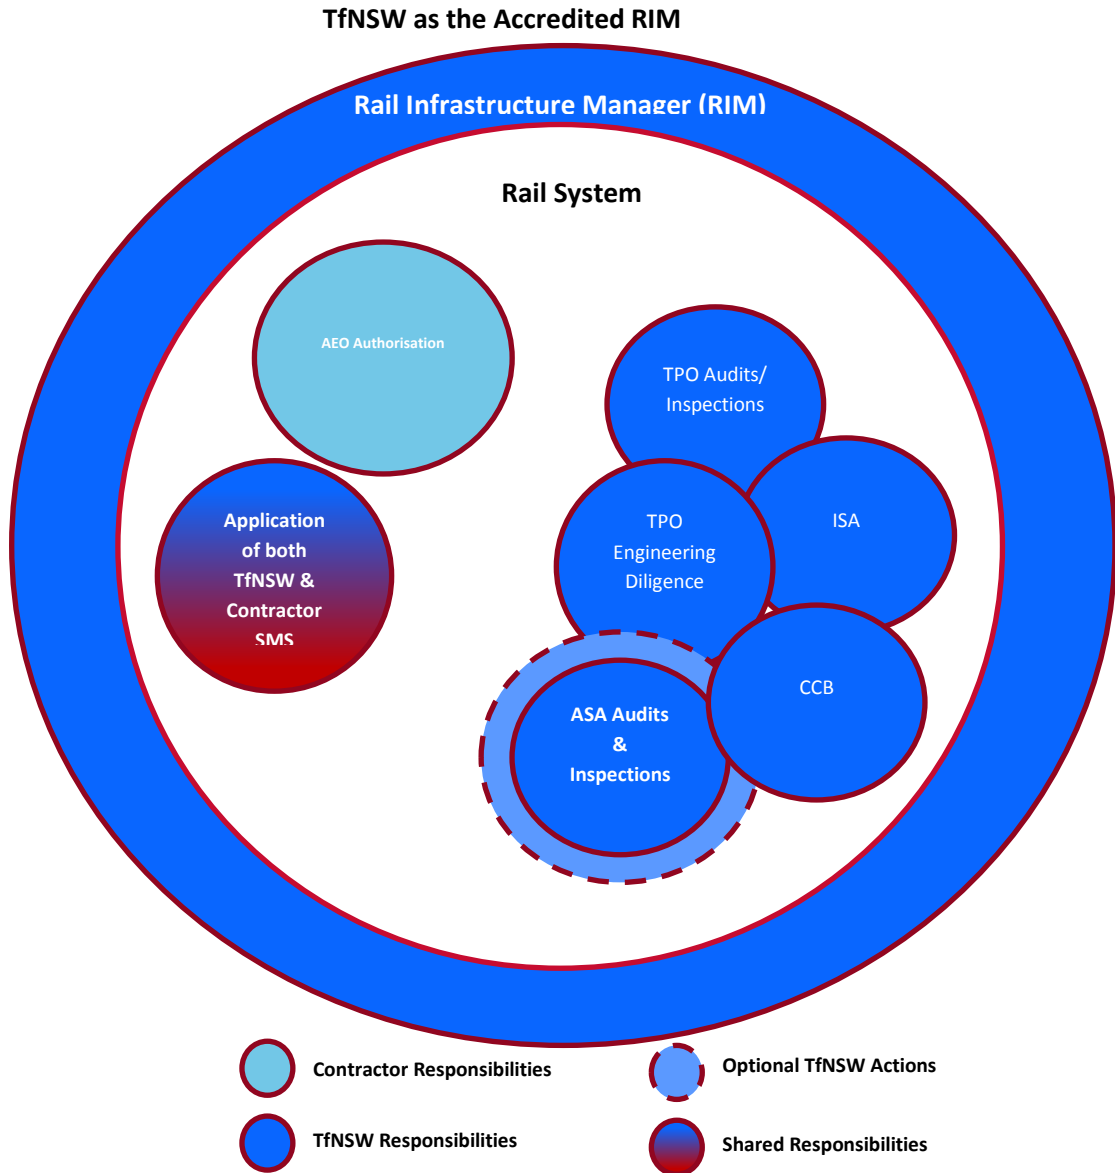 TfNSW as the Accredited RIM
Rail Infrastructure Manager (RIM)
Rail System
AEO Authorisation
TPO Audits/
Inspections
ISA
TPO
Engineering
Diligence
Application
of both
TfNSW &
Contractor
SMS
CCB
ASA Audits
&
Inspections
Contractor Responsibilities
Optional TfNSW Actions
TfNSW Responsibilities
Shared Responsibilities